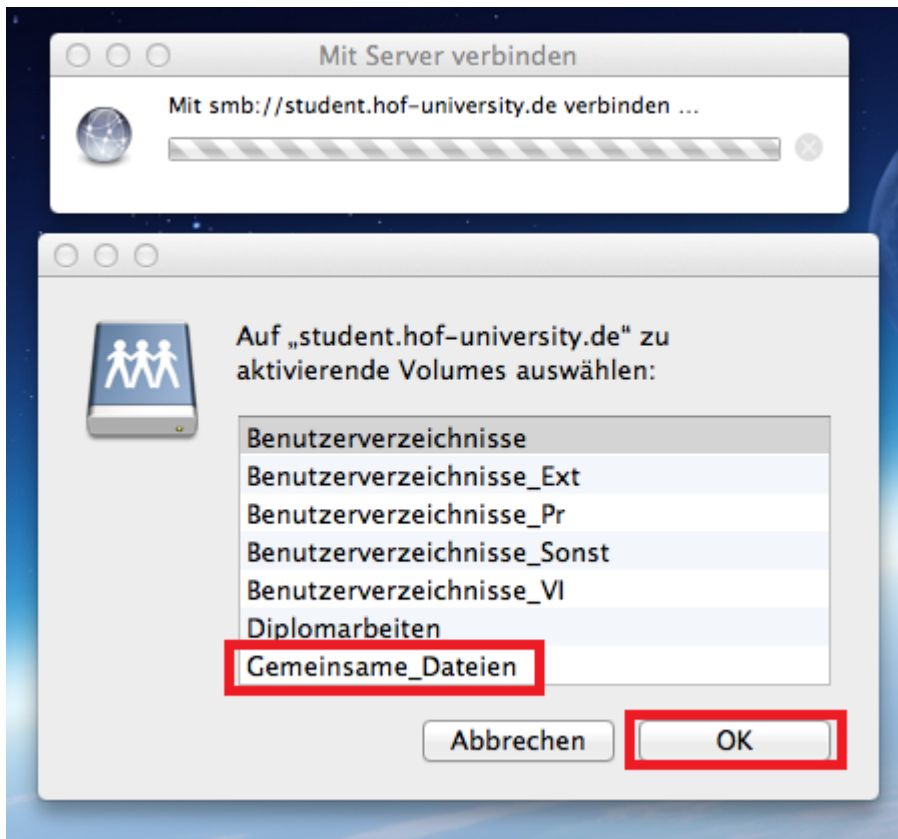 Mit Server verbinden
Mit smb://student.hof-university.de verbinden ...
Auf „student.hof-university.de“ zu
aktivierende Volumes auswählen:
Benutzerverzeichnisse
Benutzerverzeichnisse_Ext
Benutzerverzeichnisse_Pr
Benutzerverzeichnisse_Sonst
Benutzerverzeichnisse_VI
Diplomarbeiten
Gemeinsame_Dateien
Abbrechen
OK